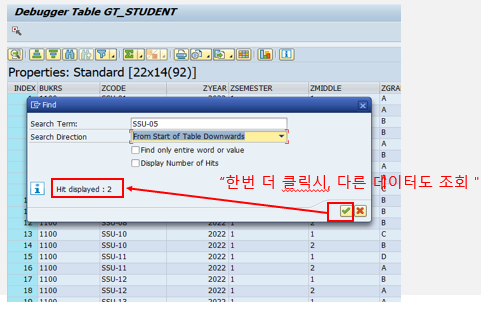 Debugger Table GT_STUDENT
Properties: Standard [22x14(92)]
INDEX BUKRS ZCODE ZYEAR ZSEMESTER ZMIDDLE ZGRA
A
Find
Search Term: SSU-05
Search Direction From Start of Table Downwards
Find only entire word or value
Display Number of Hits
"한번 더 클릭시, 다른 데이터도 조회 "
Hit displayed : 2
12 1100 SSU-08 2022 1 2 B
13 1100 SSU-10 2022 1 1 C
14 1100 SSU-10 2022 1 2 B
15 1100 SSU-11 2022 1 1 D
16 1100 SSU-11 2022 1 2 A
17 1100 SSU-12 2022 1 1 B
18 1100 SSU-12 2022 1 2 A
19 1100 SSU-13 2022 1 1 A